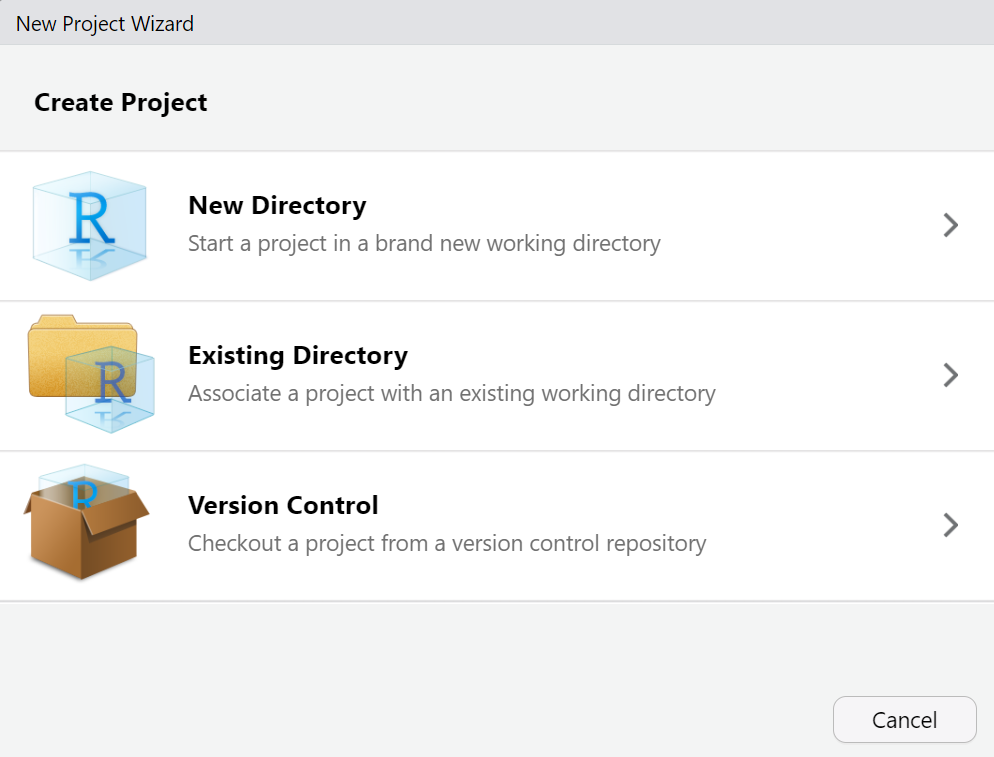 New Project Wizard
Create Project
R
New Directory
Start a project in a brand new working directory
R
Existing Directory
Associate a project with an existing working directory
R
Version Control
Checkout a project from a version control repository
Cancel